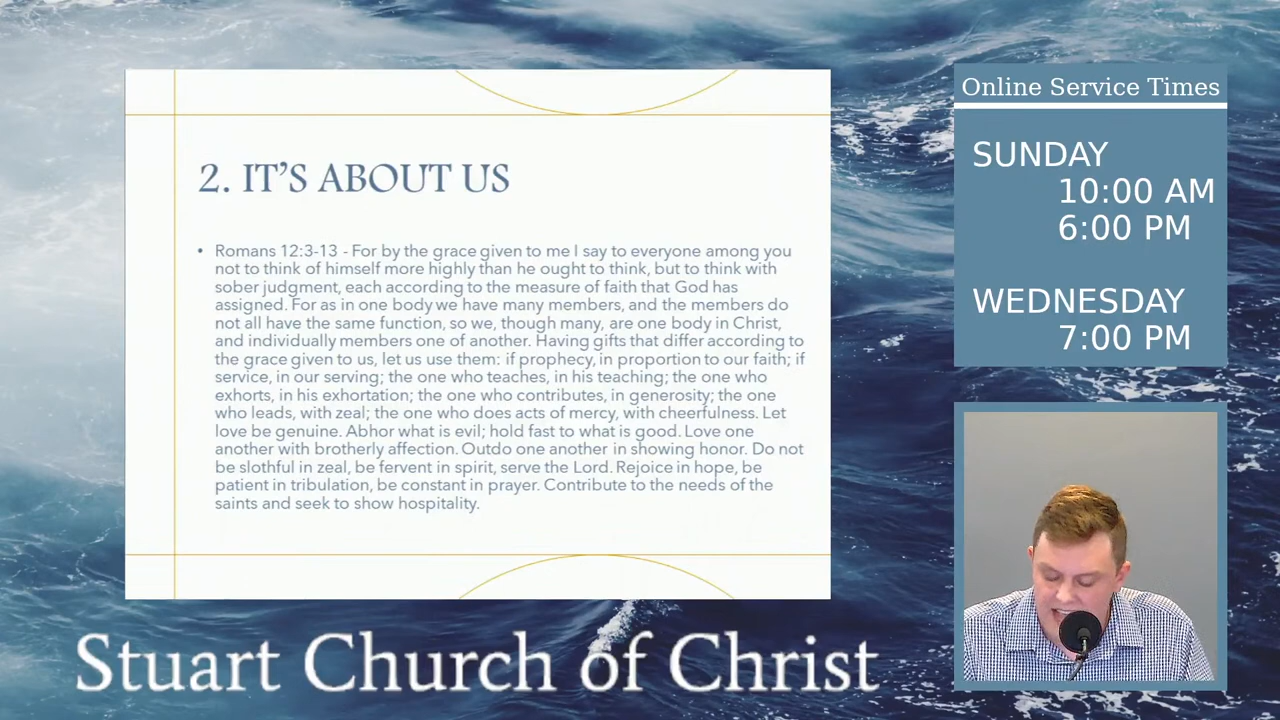 2. IT'S ABOUT US
• Romans 12:3-13 - For by the grace given to me I say to everyone among you
not to think of himself more highly than he ought to think, but to think with
sober judgment, each according to the measure of faith that God has
assigned. For as in one body we have many members, and the members do
not all have the same function, so we, though many, are one body in Christ,
and individually members one of another. Having gifts that differ according to
the grace given to us, let us use them: if prophecy, in proportion to our faith; if
service, in our serving; the one who teaches, in his teaching; the one who
exhorts, in his exhortation; the one who contributes, in generosity; the one
who leads, with zeal; the one who does acts of mercy, with cheerfulness. Let
love be genuine. Abhor what is evil; hold fast to what is good. Love one
another with brotherly affection. Outdo one another in showing honor. Do not
be slothful in zeal, be fervent in spirit, serve the Lord. Rejoice in hope, be
patient in tribulation, be constant in prayer. Contribute to the needs of the
saints and seek to show hospitality.
Online Service Times
SUNDAY
10:00 AM
6:00 PM
WEDNESDAY
7:00 PM
Stuart Church of Christ